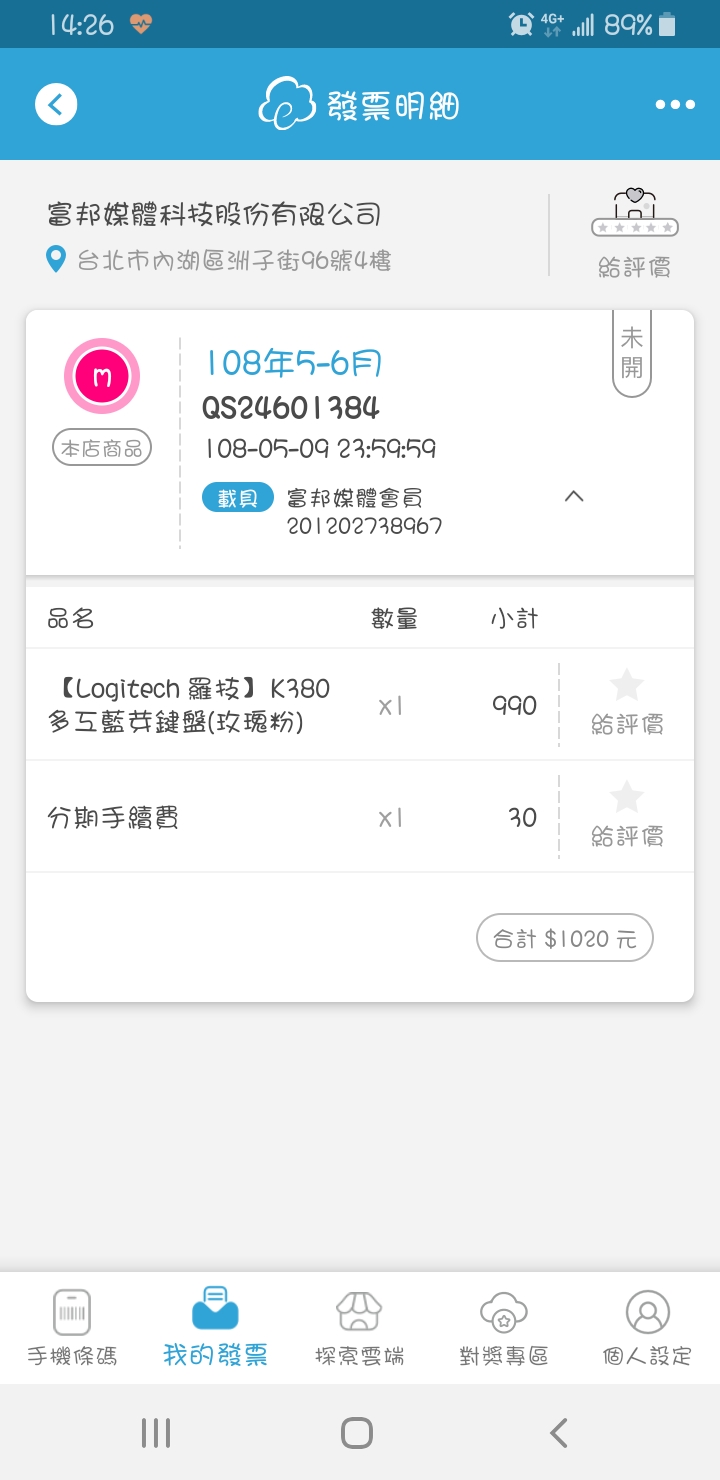 14:26
4G+
89%
發票明細
富邦媒體科技股份有限公司
台北市內湖區洲子街96號4樓
給評價
m
本店商品
108年5-6月
QS24601384
108-05-09 23:59:59
未開
載具
富邦媒體會員
201202738967
品名 數量 小計
【Logitech 羅技】K380
多互藍芽鍵盤(玫瑰粉)
x1
990
給評價
分期手續費
x1
30
給評價
合計 $1020 元
手機條碼 我的發票 探索雲端 對獎專區 個人設定